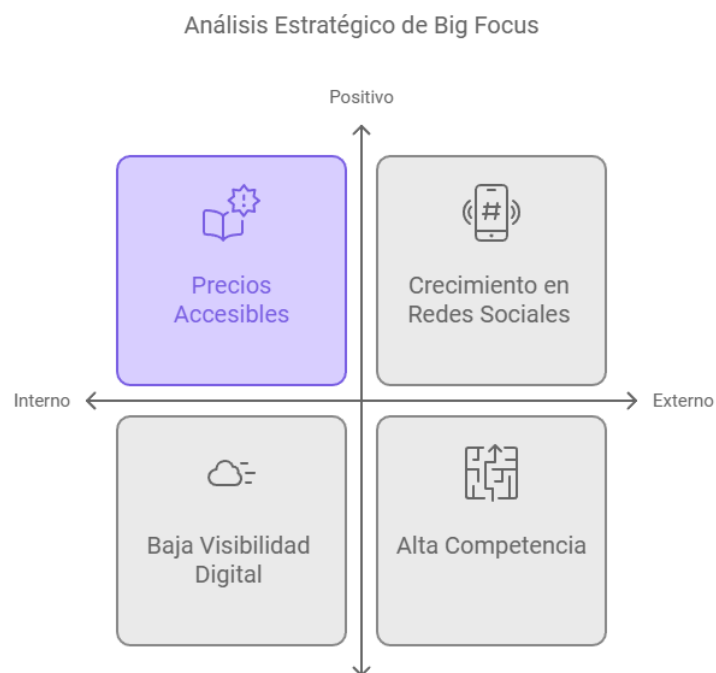 Análisis Estratégico de Big Focus
Positivo
#
Precios
Accesibles
Crecimiento en
Redes Sociales
Interno
Externo
Baja Visibilidad
Digital
Alta Competencia